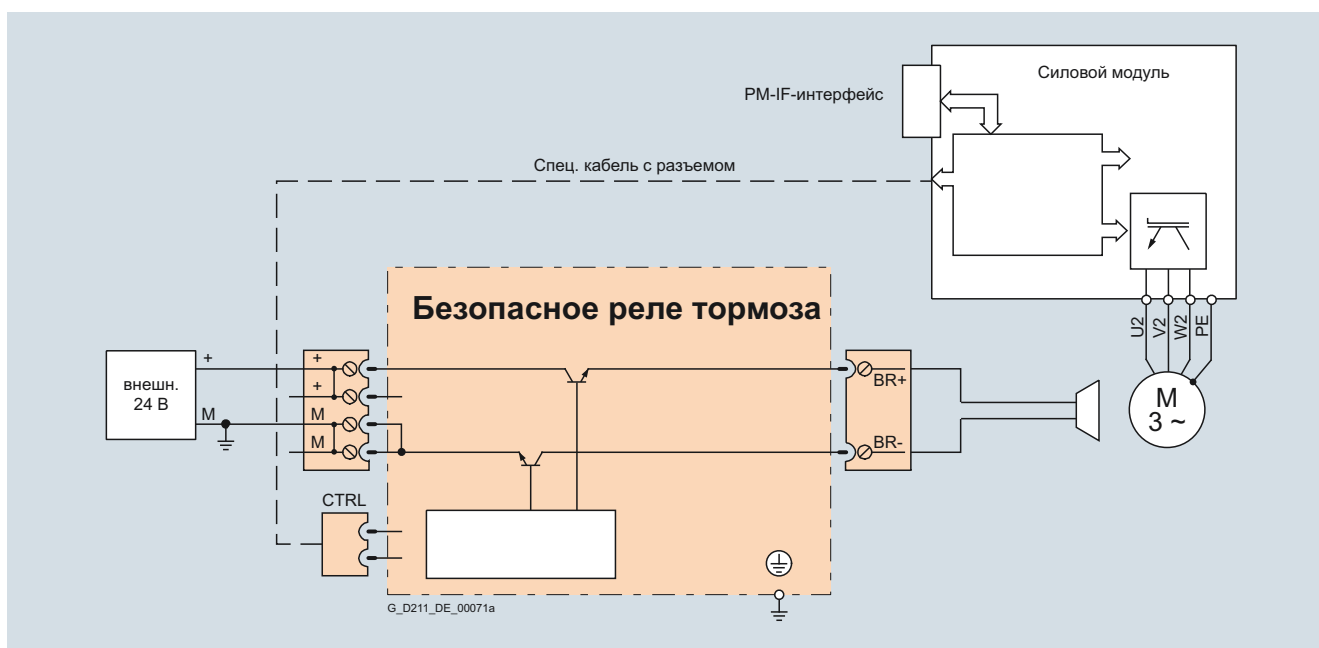 Силовой модуль
PM-IF-интерфейс
Спец. кабель с разъемом
Безопасное реле тормоза
U2
V2
W2
PE
внешн.
24 В
+
M
+
+
M
M
BR+
BR-
M
3 ~
CTRL
G_D211_DE_00071a